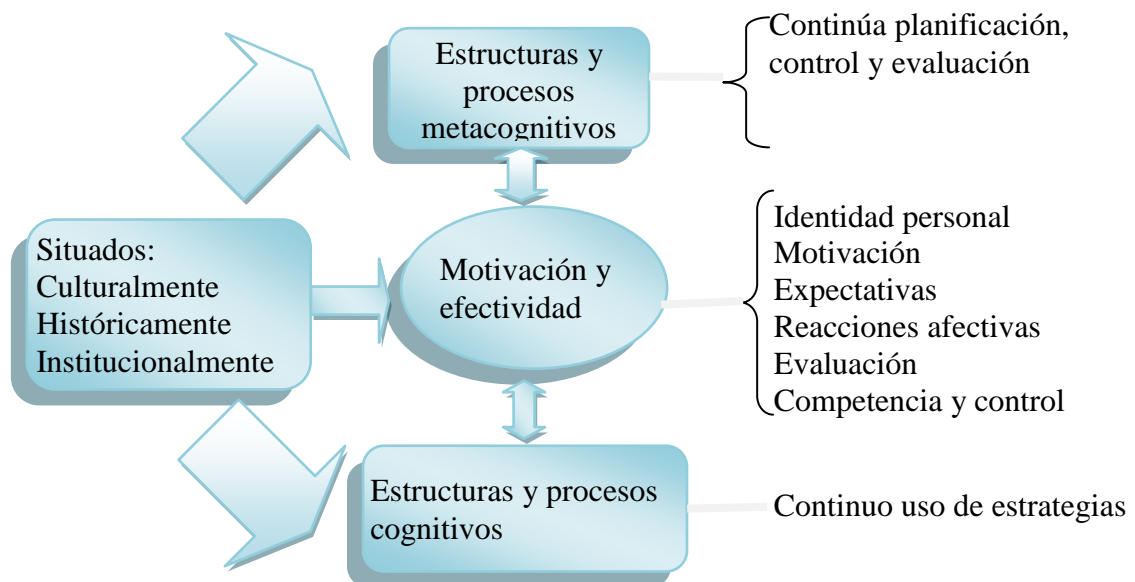 Estructuras y
procesos
metacognitivos
Continúa planificación,
control y evaluación
Situados:
Culturalmente
Históricamente
Institucionalmente
Motivación y
efectividad
Identidad personal
Motivación
Expectativas
Reacciones afectivas
Evaluación
Competencia y control
Estructuras y procesos
cognitivos
Continuo uso de estrategias